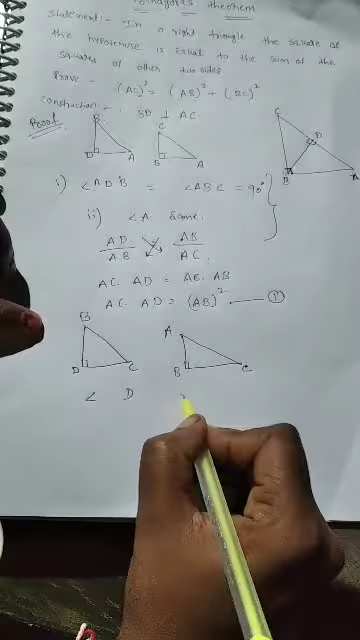 Pythagoras theorem
Statement:- In a right triangle the square of
the hypotenuse is equal to the sum of the
squares of other two sides.
Prove - (AC)² = (AB)² + (BC)²
Construction :- BD ⊥ AC
Proof
B
D A
C
B A
C
D
B
A
i) ∠ADB = ∠ABC = 90°
ii) ∠A Same.
AD/AB = AB/AC
AC. AD = AB. AB
AC. AD = (AB)² —— ①
B
D C
A
B C
∠ D